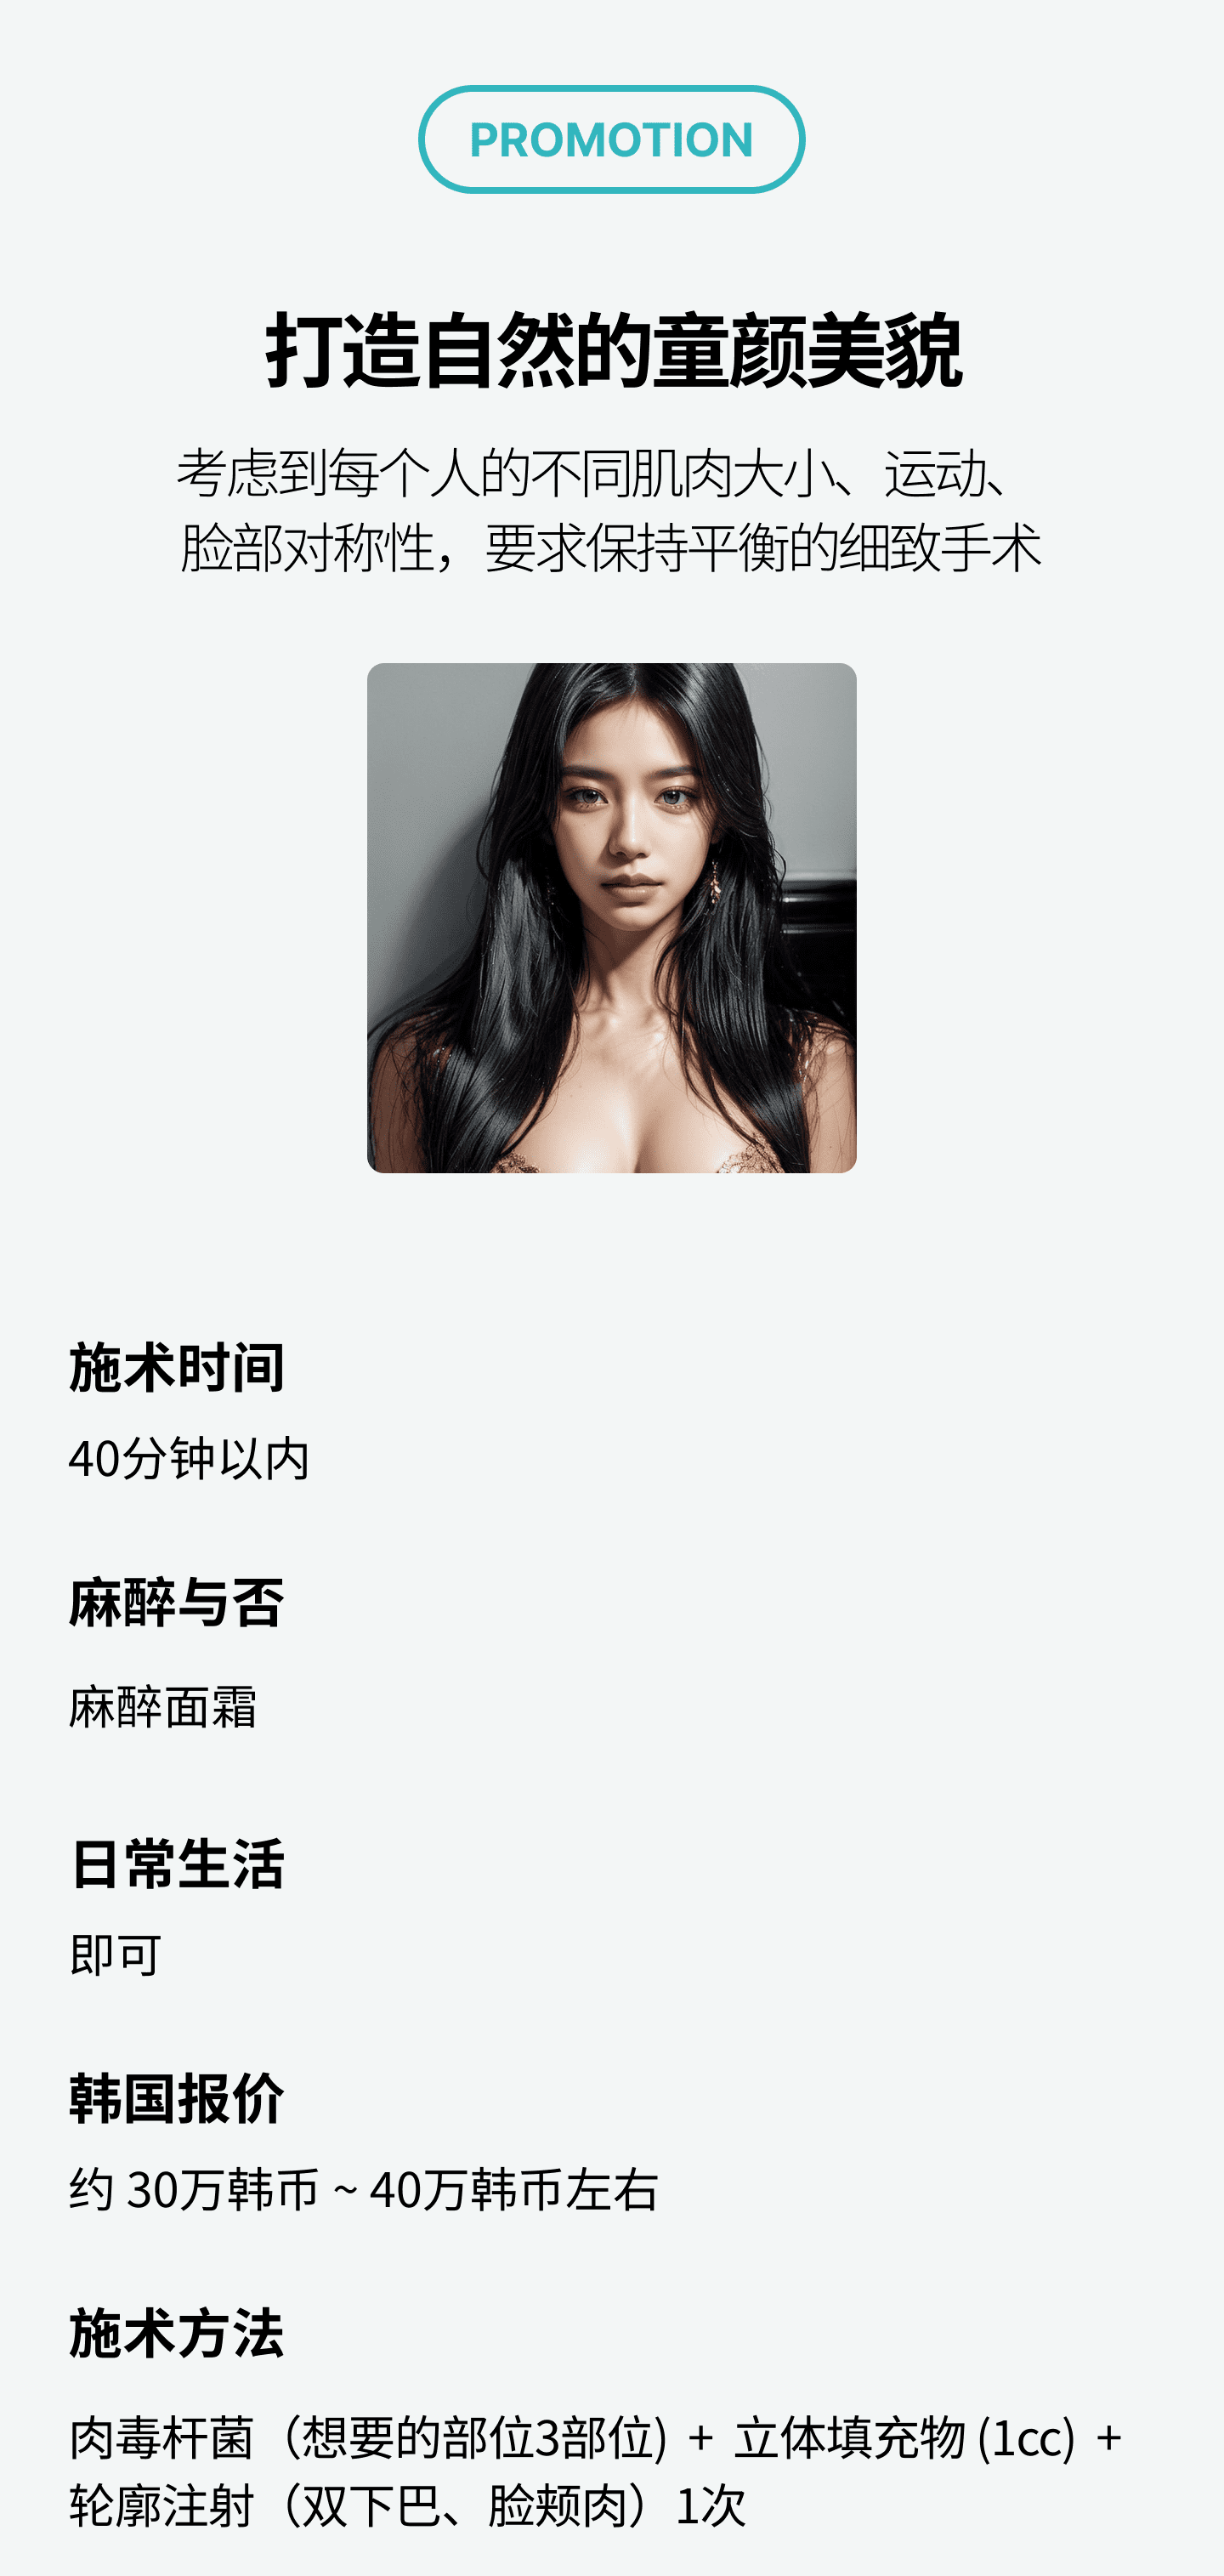 PROMOTION
打造自然的童颜美貌
考虑到每个人的不同肌肉大小、运动、
脸部对称性，要求保持平衡的细致手术
施术时间
40分钟以内
麻醉与否
麻醉面霜
日常生活
即可
韩国报价
约 30万韩币 ~ 40万韩币左右
施术方法
肉毒杆菌（想要的部位3部位) + 立体填充物 (1cc) +
轮廓注射（双下巴、脸颊肉）1次